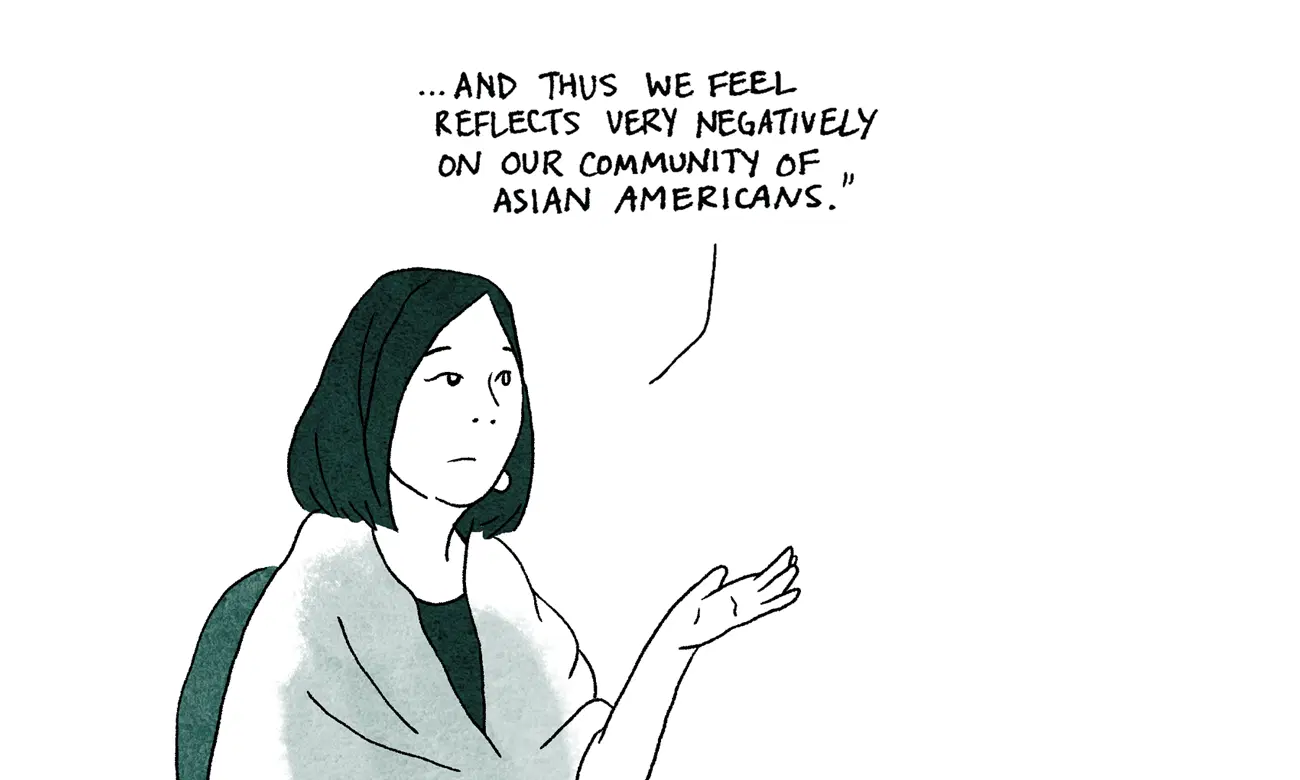 ...AND THUS WE FEEL
REFLECTS VERY NEGATIVELY
ON OUR COMMUNITY OF
ASIAN AMERICANS."